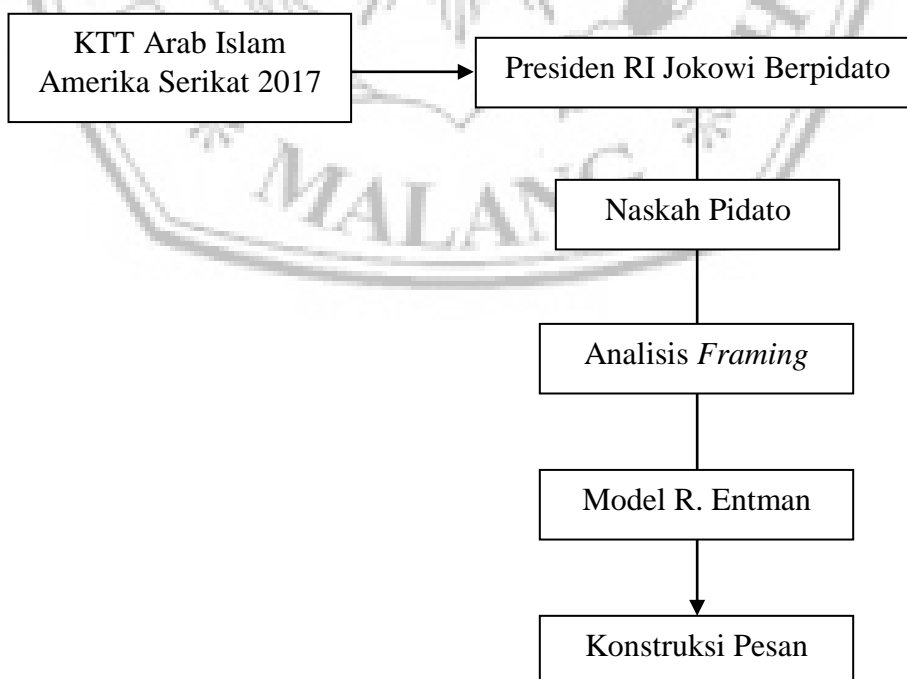 KTT Arab Islam
Amerika Serikat 2017
Presiden RI Jokowi Berpidato
Naskah Pidato
MALANG
Analisis Framing
Model R. Entman
Konstruksi Pesan